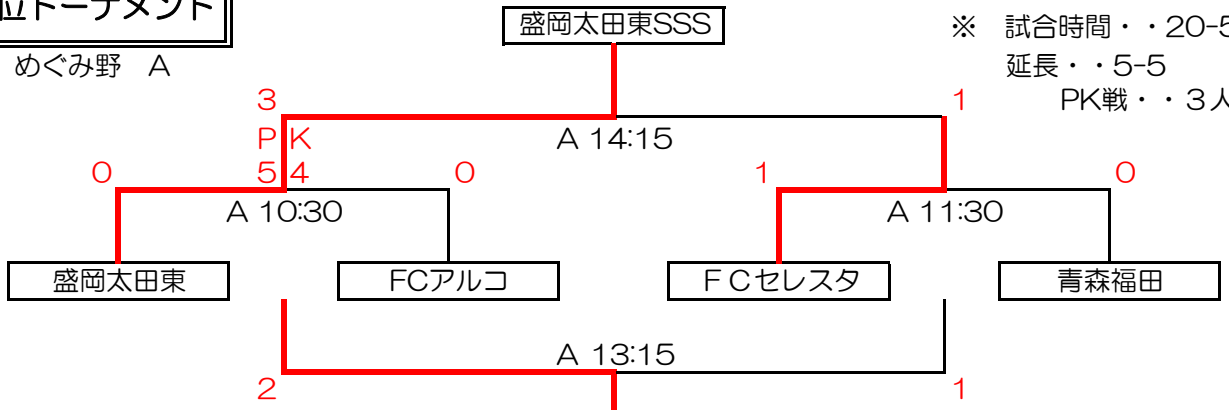 位トーナメント
盛岡太田東SSS
※ 試合時間・・20-5
めぐみ野 A
延長・・5-5
3
1
PK戦・・3人
P K
A 14:15
0
5 4
0
1
0
A 10:30
A 11:30
盛岡太田東
FCアルコ
FCセレスタ
青森福田
A 13:15
2
1